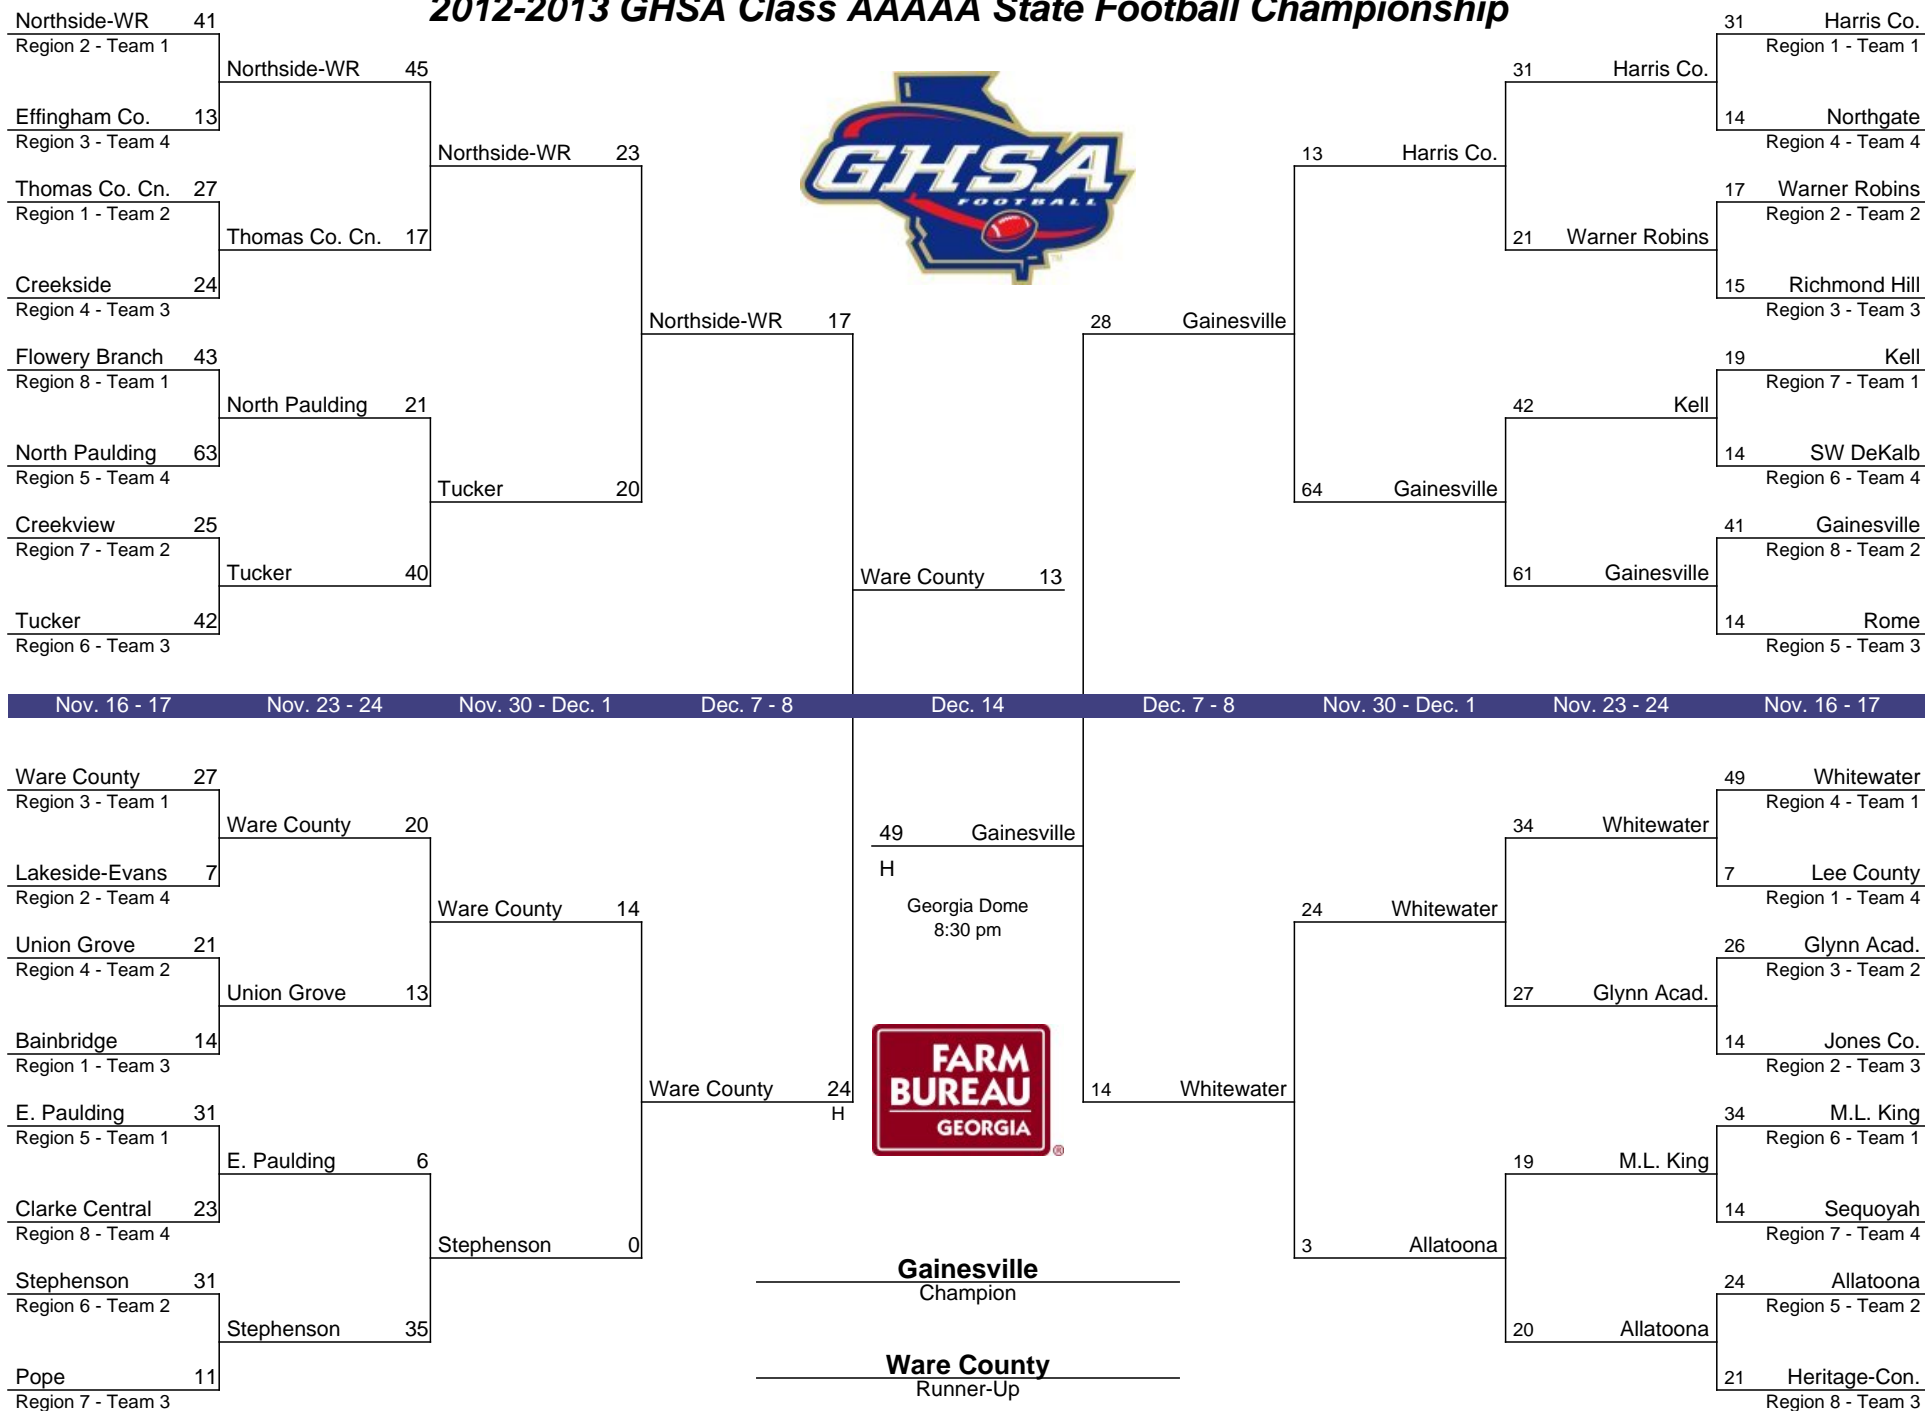 2012-2013 GHSA Class AAAAA State Football Championship
Northside-WR 41
Region 2 - Team 1
Effingham Co. 13
Region 3 - Team 4
Thomas Co. Cn. 27
Region 1 - Team 2
Creekside 24
Region 4 - Team 3
Flowery Branch 43
Region 8 - Team 1
North Paulding 63
Region 5 - Team 4
Creekview 25
Region 7 - Team 2
Tucker 42
Region 6 - Team 3
Northside-WR 45
Thomas Co. Cn. 17
North Paulding 21
Tucker 40
Northside-WR 23
Tucker 20
Northside-WR 17
Ware County 13
GHSA
FOOTBALL
TM
28 Gainesville
13 Harris Co.
64 Gainesville
31 Harris Co.
21 Warner Robins
42 Kell
61 Gainesville
31 Harris Co.
Region 1 - Team 1
14 Northgate
Region 4 - Team 4
17 Warner Robins
Region 2 - Team 2
15 Richmond Hill
Region 3 - Team 3
19 Kell
Region 7 - Team 1
14 SW DeKalb
Region 6 - Team 4
41 Gainesville
Region 8 - Team 2
14 Rome
Region 5 - Team 3
Nov. 16 - 17 Nov. 23 - 24 Nov. 30 - Dec. 1 Dec. 7 - 8 Dec. 14 Dec. 7 - 8 Nov. 30 - Dec. 1 Nov. 23 - 24 Nov. 16 - 17
Ware County 27
Region 3 - Team 1
Lakeside-Evans 7
Region 2 - Team 4
Union Grove 21
Region 4 - Team 2
Bainbridge 14
Region 1 - Team 3
E. Paulding 31
Region 5 - Team 1
Clarke Central 23
Region 8 - Team 4
Stephenson 31
Region 6 - Team 2
Pope 11
Region 7 - Team 3
Ware County 20
Union Grove 13
E. Paulding 6
Stephenson 35
Ware County 14
Stephenson 0
Ware County 24
H
49 Gainesville
H
Georgia Dome
8:30 pm
FARM
BUREAU
GEORGIA
®
Gainesville
Champion
Ware County
Runner-Up
14 Whitewater
24 Whitewater
3 Allatoona
34 Whitewater
27 Glynn Acad.
19 M.L. King
20 Allatoona
49 Whitewater
Region 4 - Team 1
7 Lee County
Region 1 - Team 4
26 Glynn Acad.
Region 3 - Team 2
14 Jones Co.
Region 2 - Team 3
34 M.L. King
Region 6 - Team 1
14 Sequoyah
Region 7 - Team 4
24 Allatoona
Region 5 - Team 2
21 Heritage-Con.
Region 8 - Team 3